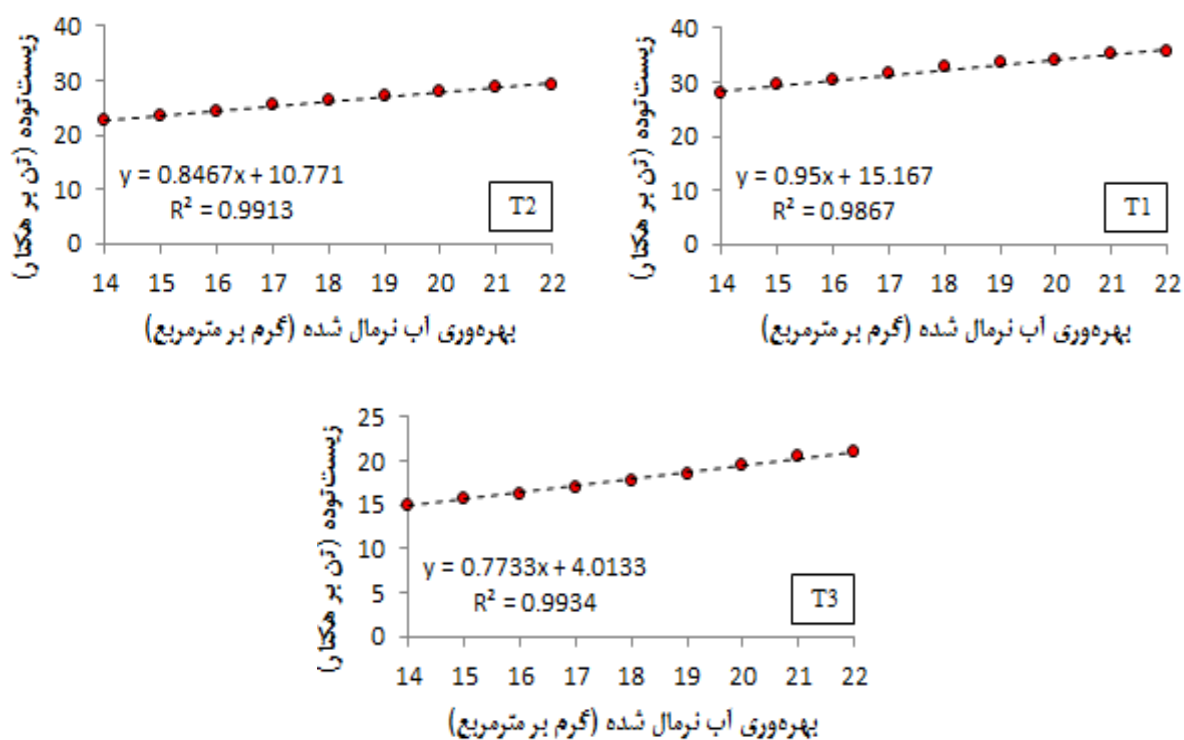 زیست‌توده (تن بر هکتار)
40
30
20
10
0
y = 0.95x + 15.167
R² = 0.9867
T1
14 15 16 17 18 19 20 21 22
بهره‌وری آب نرمال شده (گرم بر مترمربع)
زیست‌توده (تن بر هکتار)
40
30
20
10
0
y = 0.8467x + 10.771
R² = 0.9913
T2
14 15 16 17 18 19 20 21 22
بهره‌وری آب نرمال شده (گرم بر مترمربع)
زیست‌توده (تن بر هکتار)
25
20
15
10
5
0
y = 0.7733x + 4.0133
R² = 0.9934
T3
14 15 16 17 18 19 20 21 22
بهره‌وری آب نرمال شده (گرم بر مترمربع)